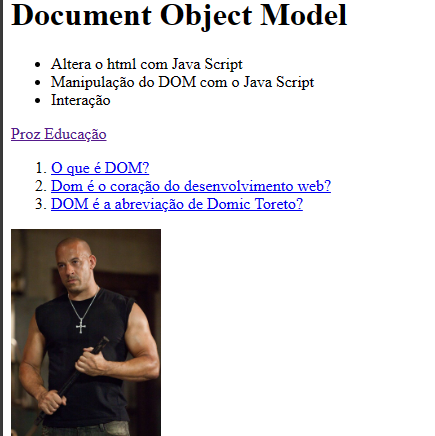 Document Object Model
Altera o html com Java Script
Manipulação do DOM com o Java Script
Interação
Proz Educação
1. O que é DOM?
2. Dom é o coração do desenvolvimento web?
3. DOM é a abreviação de Domic Toreto?